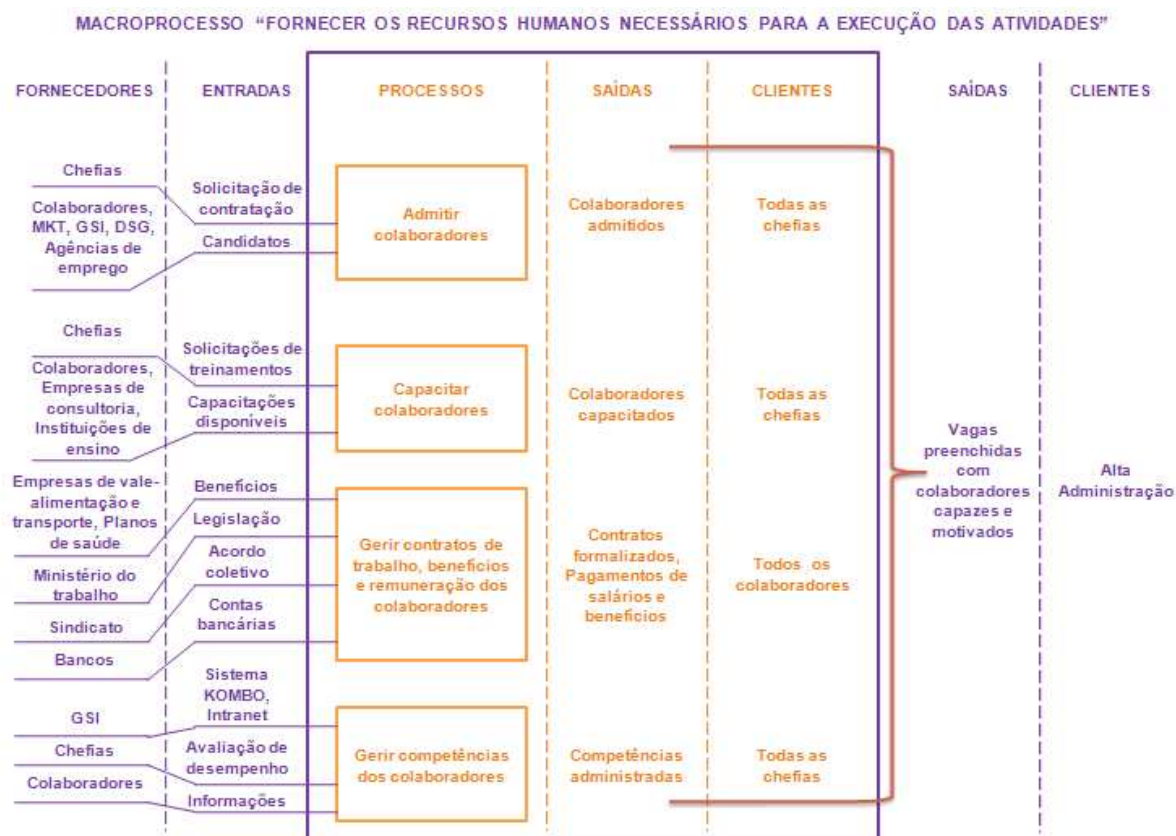 MACROPROCESSO “FORNECER OS RECURSOS HUMANOS NECESSÁRIOS PARA A EXECUÇÃO DAS ATIVIDADES”
FORNECEDORES
ENTRADAS
PROCESSOS
SAÍDAS
CLIENTES
SAÍDAS
CLIENTES
Chefias
Colaboradores,
MKT, GSI, DSG,
Agências de
emprego
Solicitação de
contratação
Candidatos
Admitir
colaboradores
Colaboradores
admitidos
Todas as
chefias
Chefias
Colaboradores,
Empresas de
consultoria,
Instituições de
ensino
Solicitações de
treinamentos
Capacitações
disponíveis
Capacitar
colaboradores
Colaboradores
capacitados
Todas as
chefias
Empresas de vale-
alimentação e
transporte, Planos
de saúde
Ministério do
trabalho
Sindicato
Bancos
Benefícios
Legislação
Acordo
coletivo
Contas
bancárias
Gerir contratos de
trabalho, benefícios
e remuneração dos
colaboradores
Contratos
formalizados,
Pagamentos de
salários e
benefícios
Todos os
colaboradores
GSI
Chefias
Colaboradores
Sistema
KOMBO,
Intranet
Avaliação de
desempenho
Informações
Gerir competências
dos colaboradores
Competências
administradas
Todas as
chefias
Vagas
preenchidas
com
colaboradores
capazes e
motivados
Alta
Administração